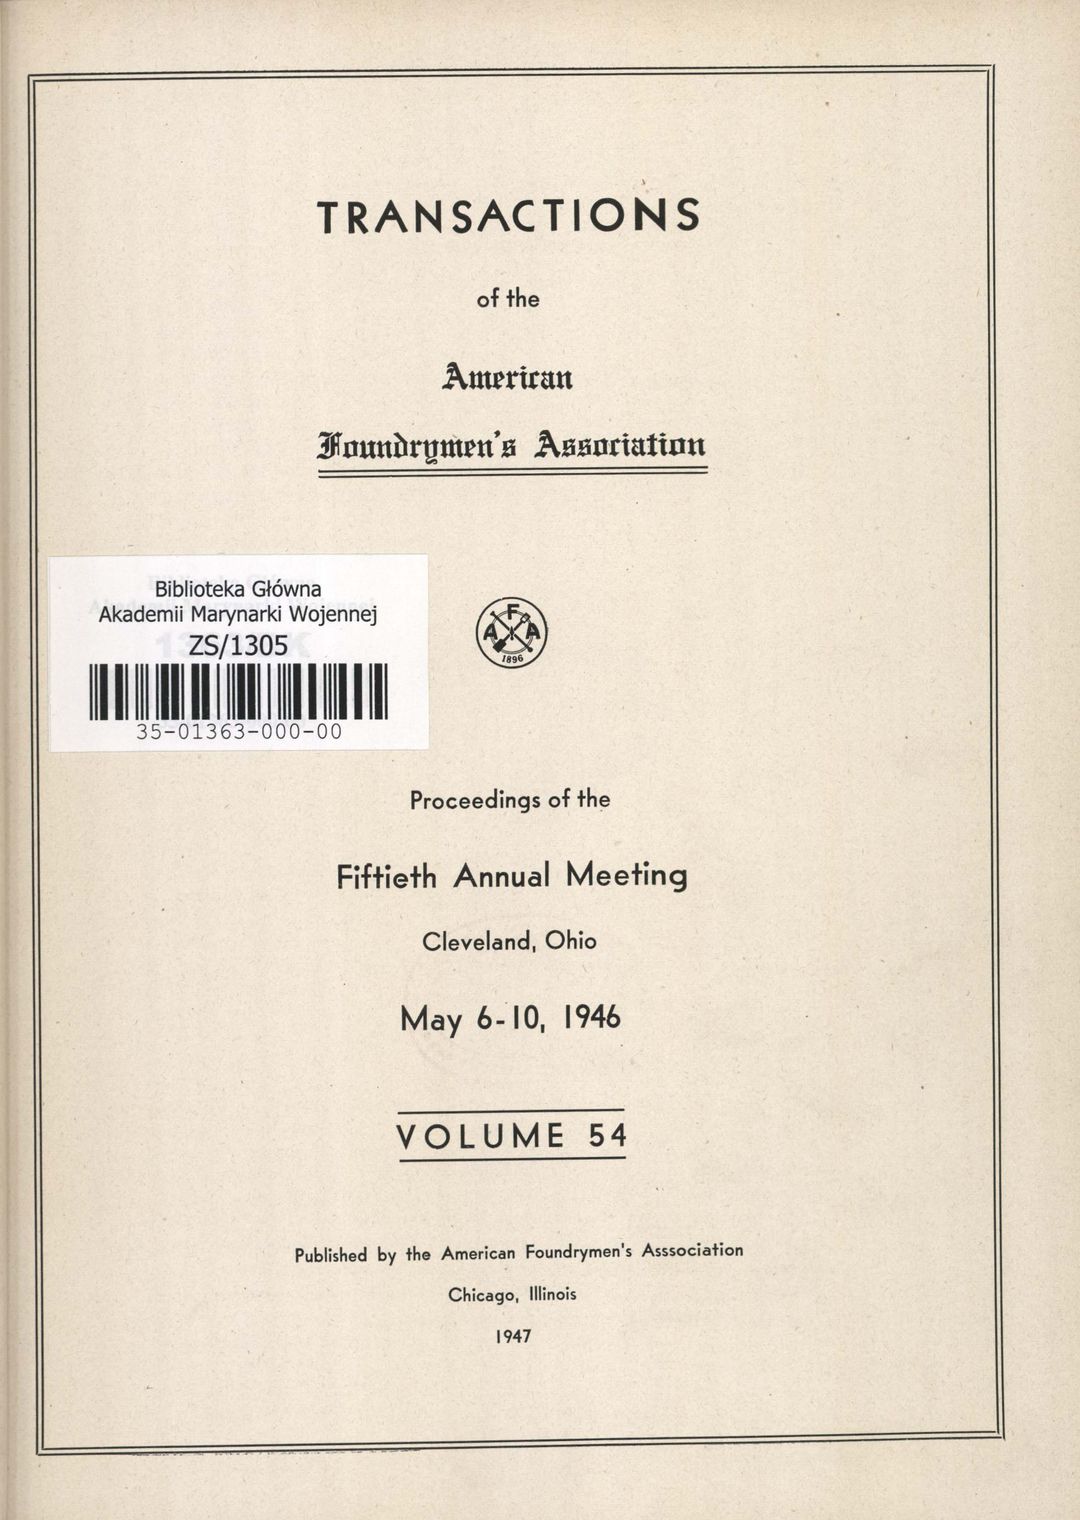 TRANSACTIONS
of the
American
Foundrymen's Association
Biblioteka Główna
Akademii Marynarki Wojennej
ZS/1305
35-01363-000-00
F
A A
1896
Proceedings of the
Fiftieth Annual Meeting
Cleveland, Ohio
May 6-10, 1946
VOLUME 54
Published by the American Foundrymen's Asssociation
Chicago, Illinois
1947